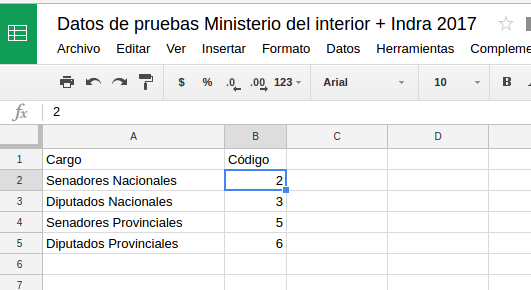 Datos de pruebas Ministerio del interior + Indra 2017
Archivo Editar Ver Insertar Formato Datos Herramientas Compleme
$ % .0 .00 123 Arial 10 B
fx 2
A B C D
1 Cargo Código
2 Senadores Nacionales 2
3 Diputados Nacionales 3
4 Senadores Provinciales 5
5 Diputados Provinciales 6
6
7